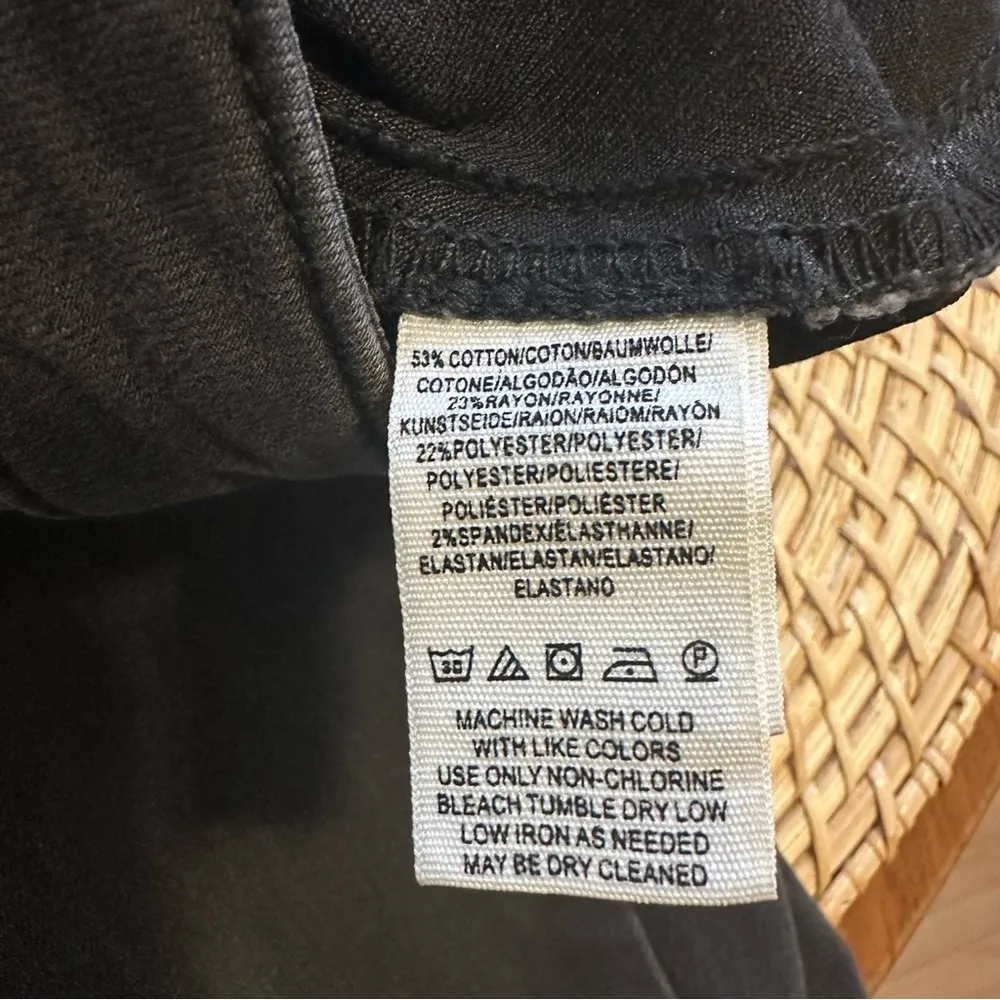 53% COTTON/COTON/BAUMWOLLE/
COTONE/ALGODÃO/ALGODÓN
23%RAYON/RAYONNE/
KUNSTSEIDE/RAION/RAIOM/RAYÓN
22%POLYESTER/POLYESTER/
POLYESTER/POLIESTERE/
POLIÉSTER/POLIÉSTER
2%SPANDEX/ÉLASTHANNE/
ELASTAN/ELASTAN/ELASTANO/
ELASTANO
30 P
MACHINE WASH COLD
WITH LIKE COLORS
USE ONLY NON-CHLORINE
BLEACH TUMBLE DRY LOW
LOW IRON AS NEEDED
MAY BE DRY CLEANED